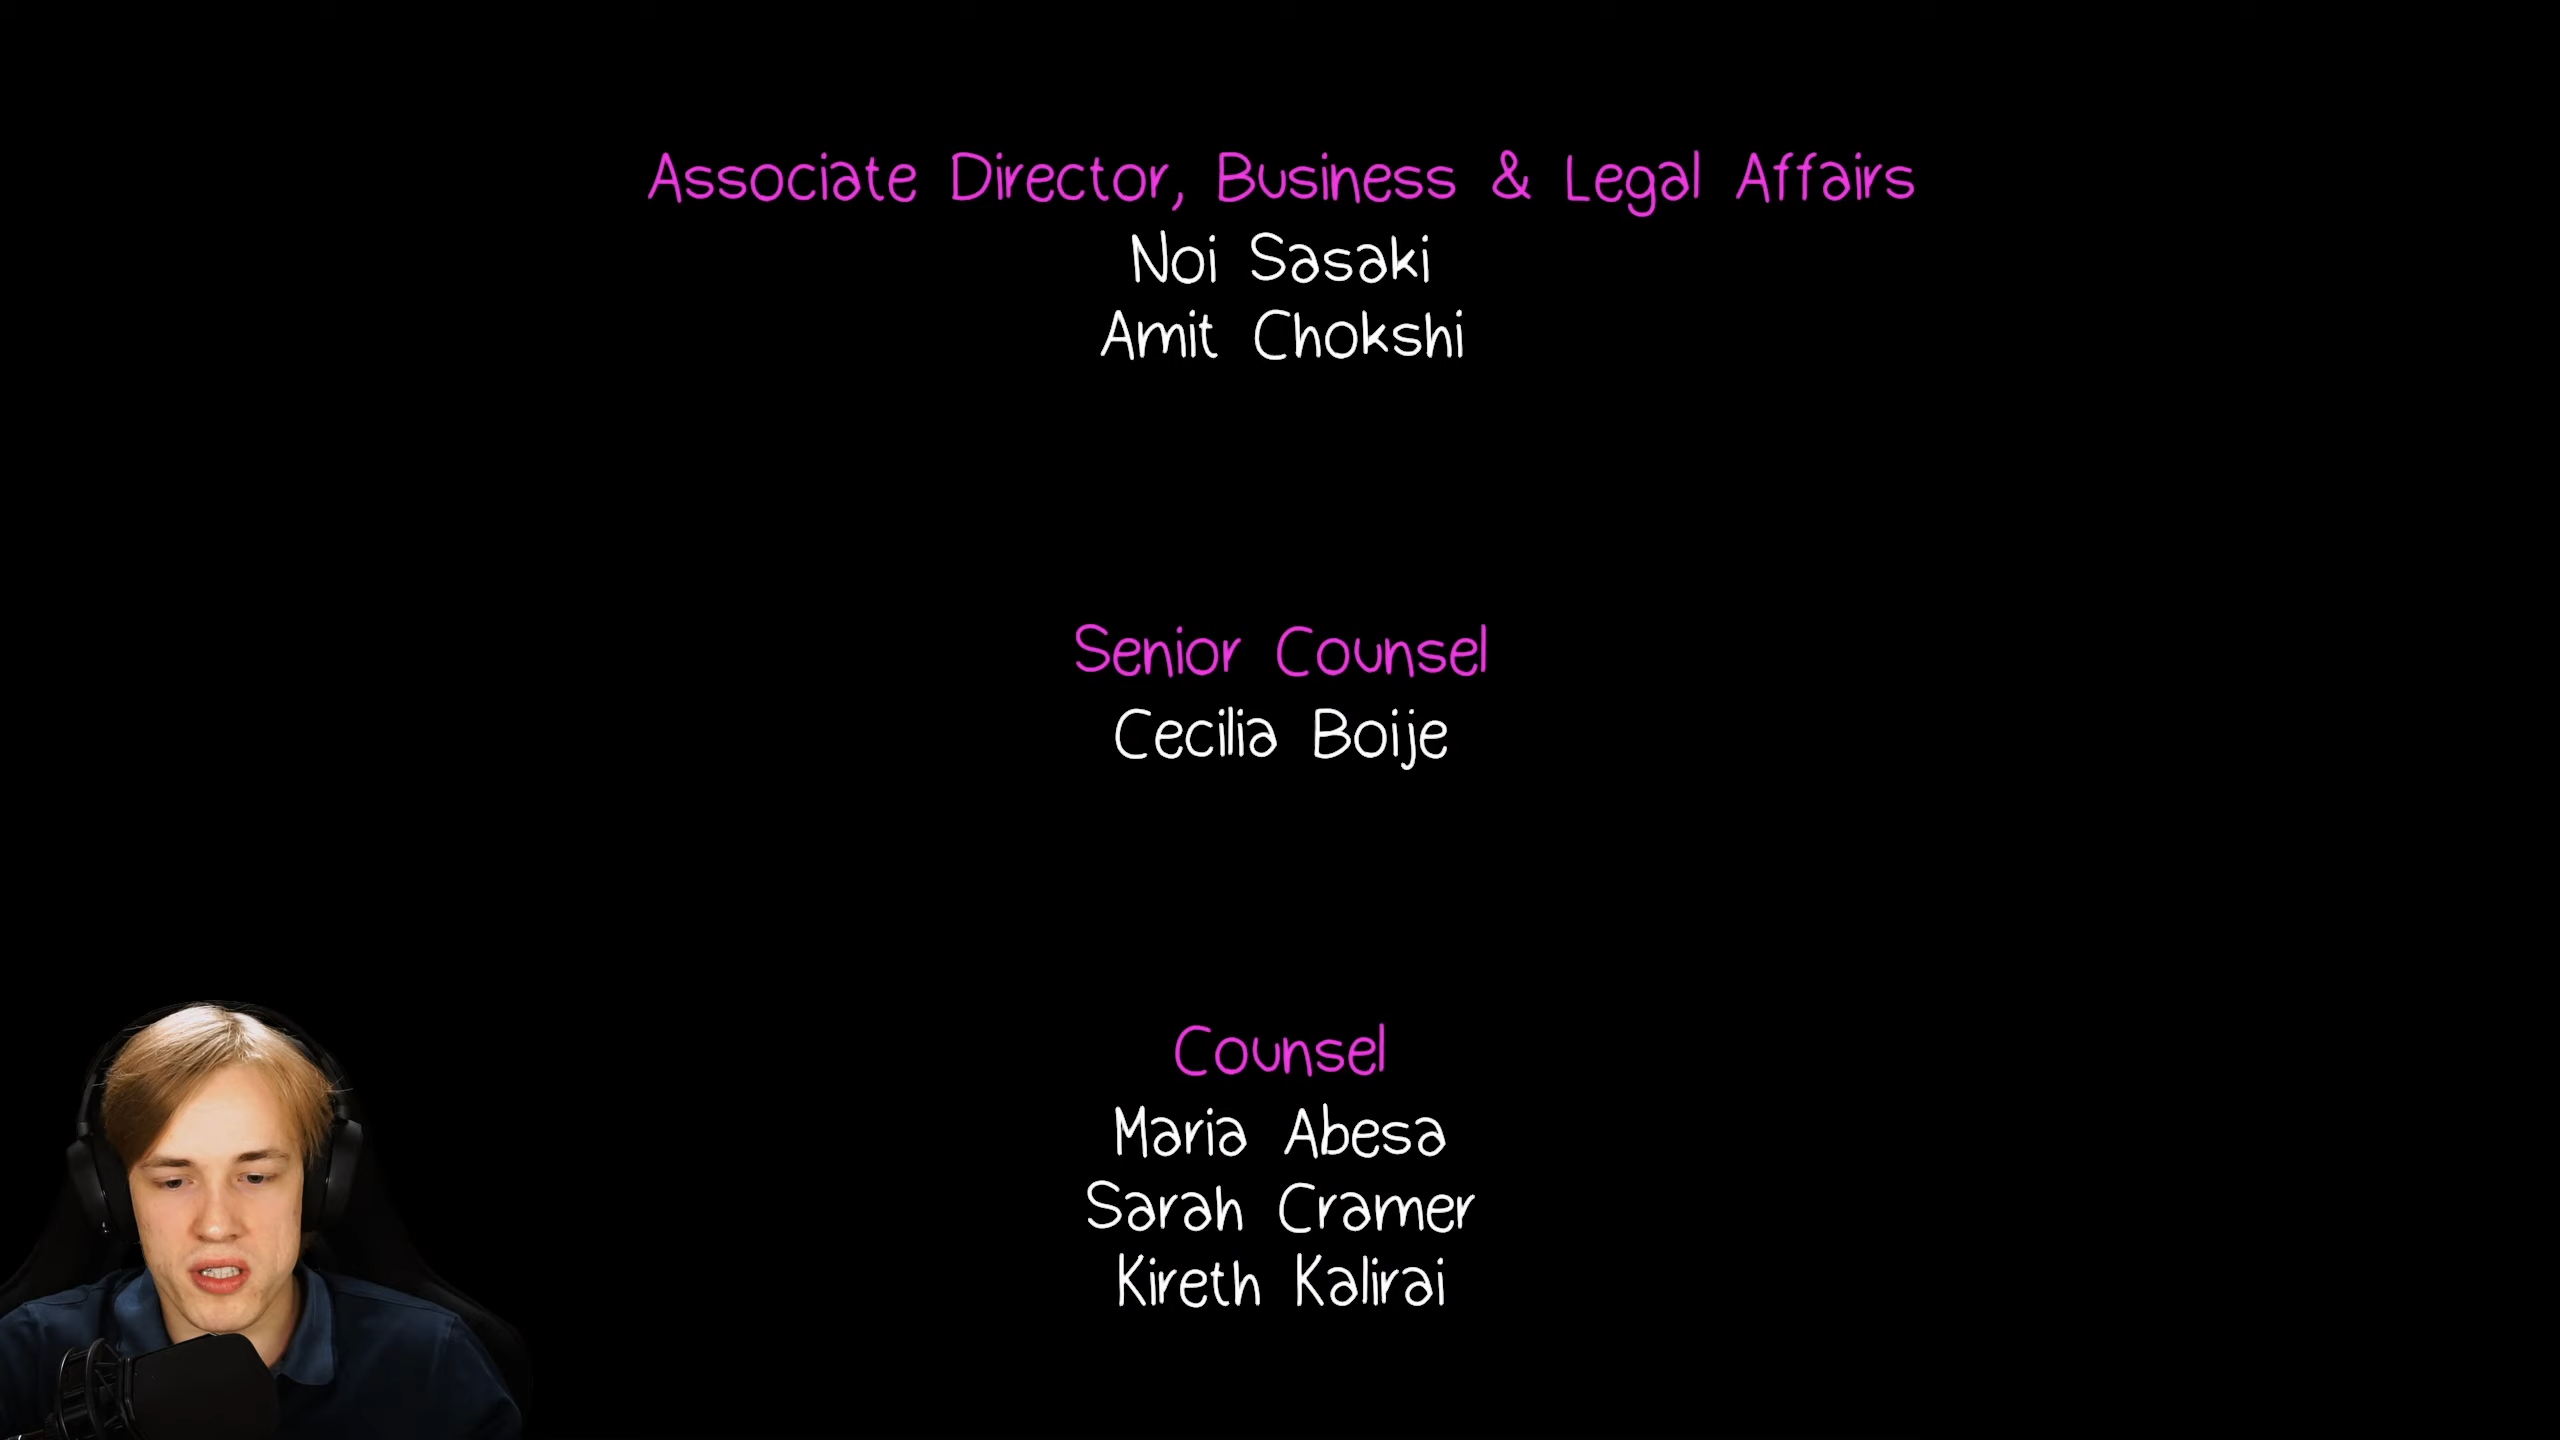 Associate Director, Business & Legal Affairs
Noi Sasaki
Amit Chokshi
Senior Counsel
Cecilia Boije
Counsel
Maria Abesa
Sarah Cramer
Kireth Kalirai